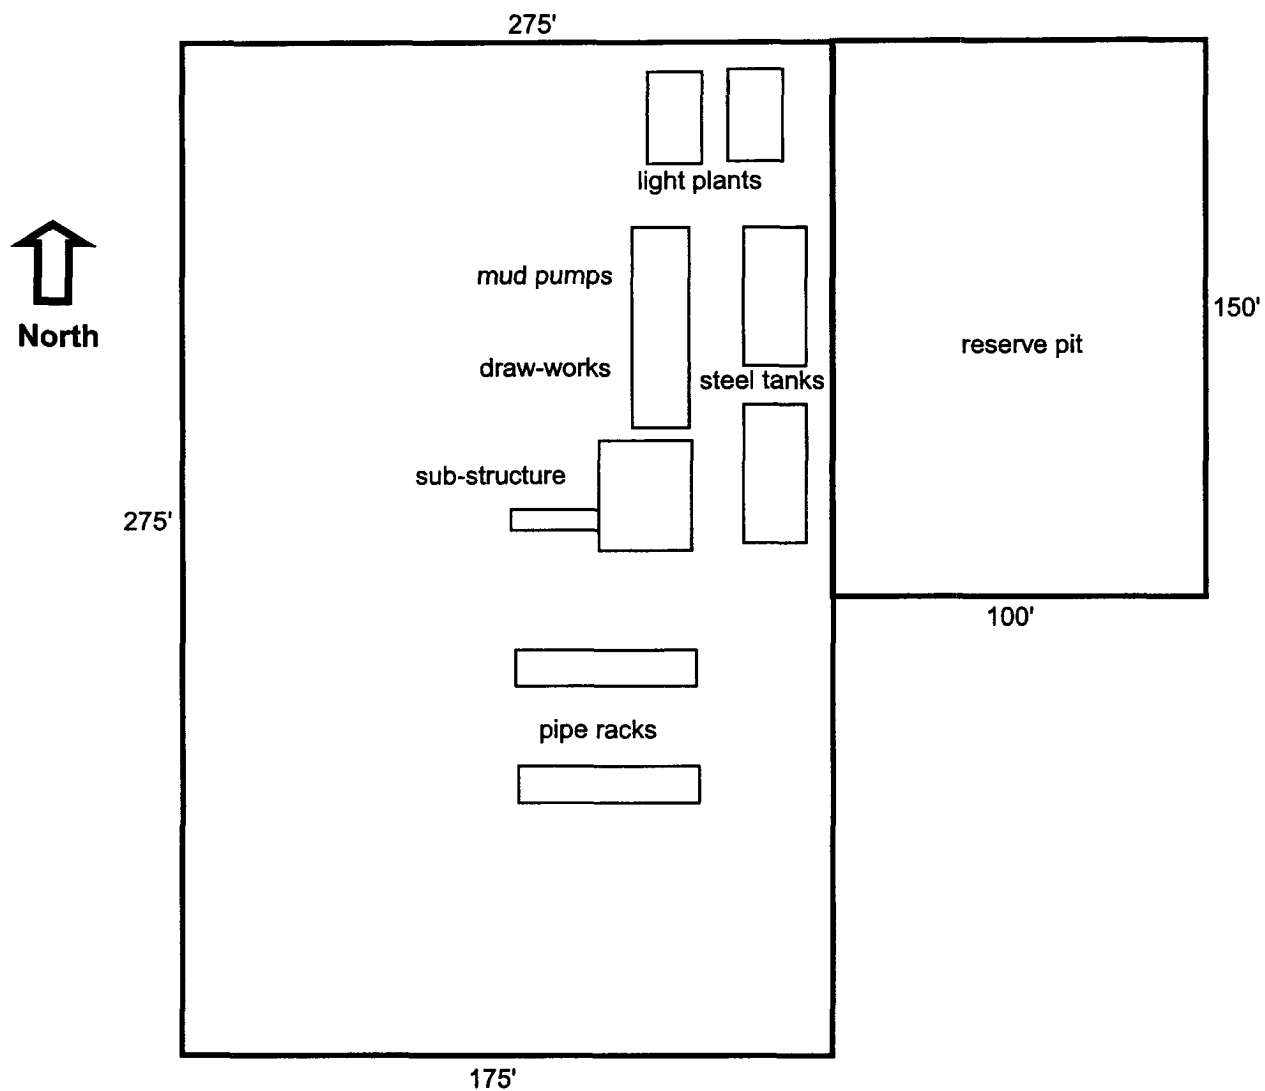 275'
light plants
mud pumps
draw-works
steel tanks
sub-structure
North
reserve pit
150'
275'
100'
pipe racks
175'